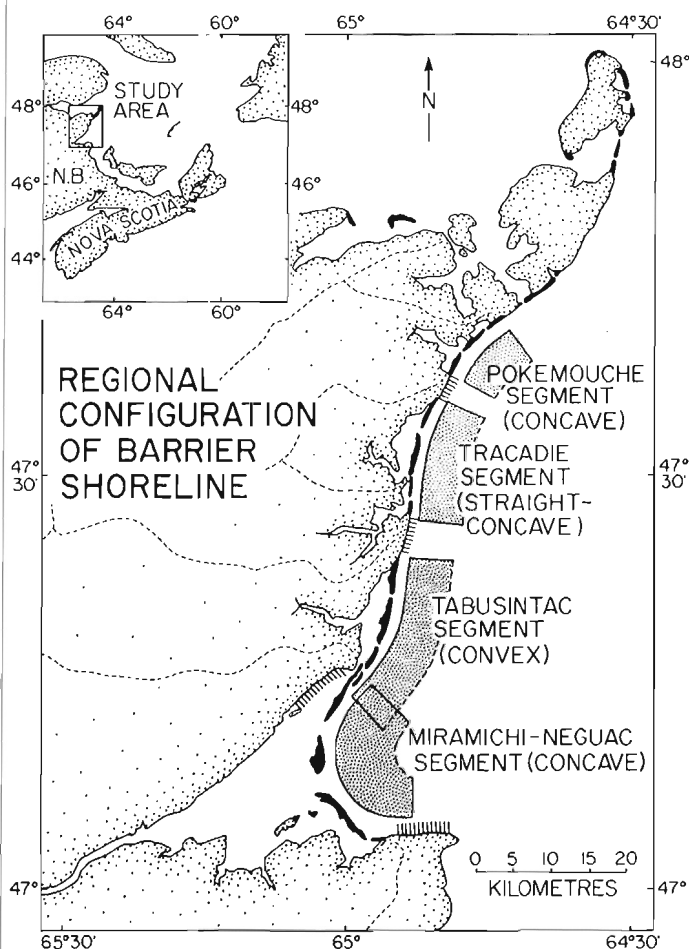 64° 60°
65° 64°30'
48° 48° 48°
STUDY
AREA
N
46° 46°
N.B
NOVA SCOTIA
44° 44°
64° 60°
REGIONAL
CONFIGURATION
OF BARRIER
SHORELINE
POKEMOUCHE
SEGMENT
(CONCAVE)
TRACADIE
SEGMENT
(STRAIGHT-
CONCAVE)
47°
30'
47°
30'
TABUSINTAC
SEGMENT
(CONVEX)
MIRAMICHI-NEGUAC
SEGMENT (CONCAVE)
0 5 10 15 20
KILOMETRES
47° 47°
65°30' 65° 64°30'